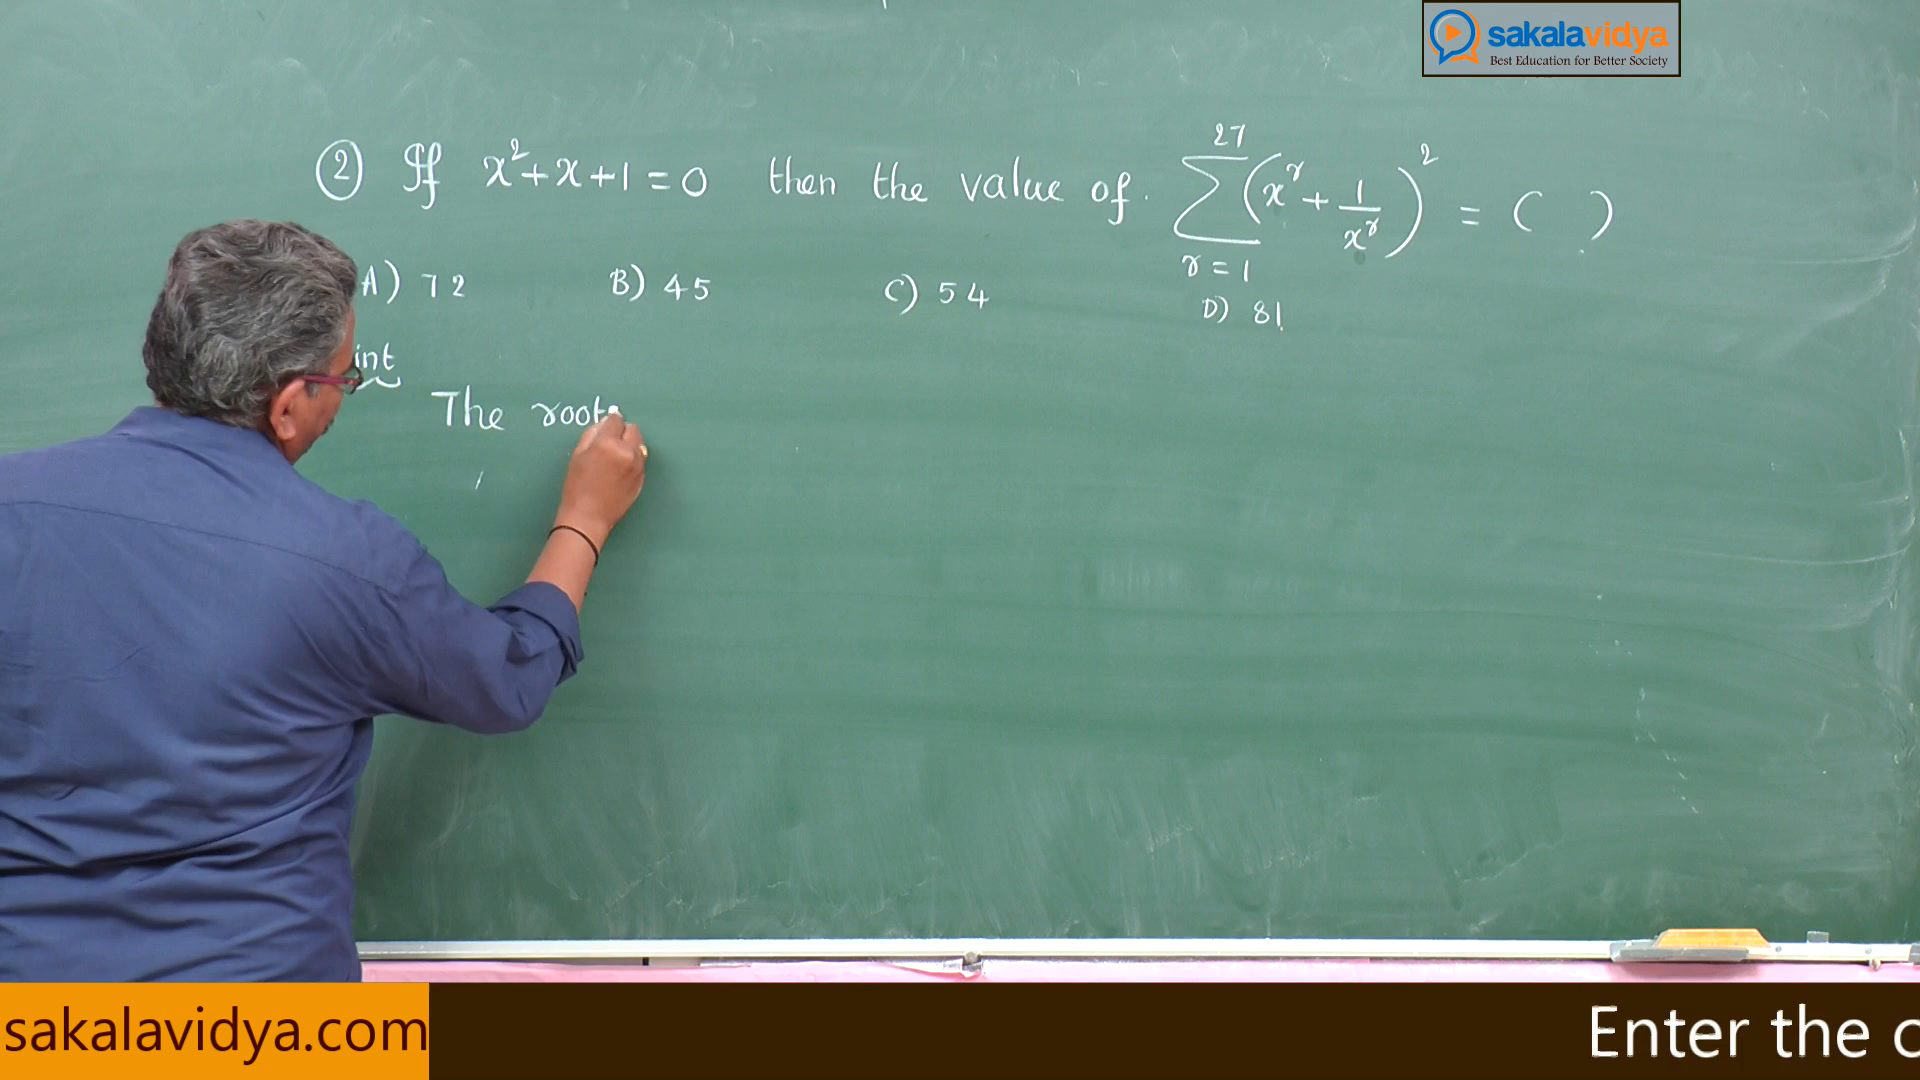 sakalavidya
Best Education for Better Society
② If x²+x+1=0 then the value of. ∑_{r=1}^{27} (x^r + 1/x^r)² = ( )
A) 72 B) 45 C) 54 D) 81
int
The roots
sakalavidya.com
Enter the